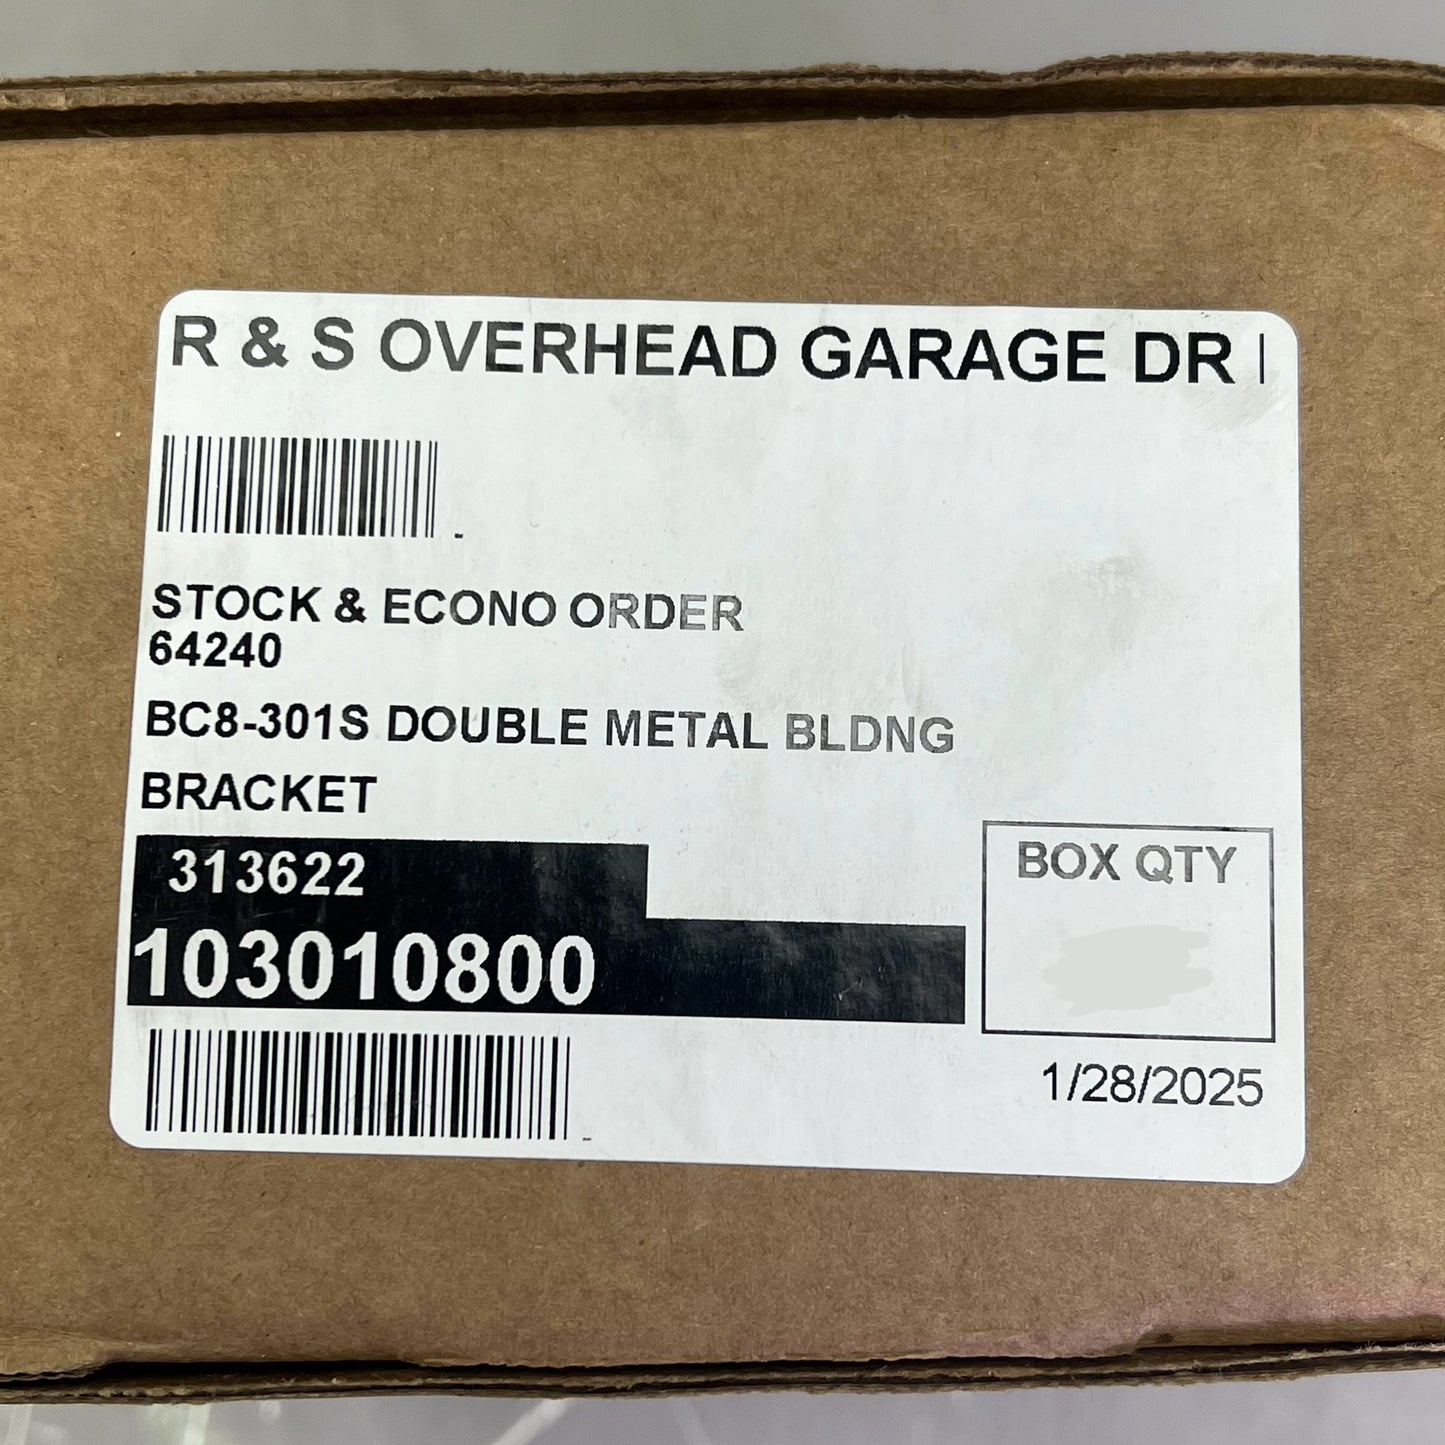 R & S OVERHEAD GARAGE DR I
STOCK & ECONO ORDER
64240
BC8-301S DOUBLE METAL BLDNG
BRACKET
313622
103010800
BOX QTY
1/28/2025